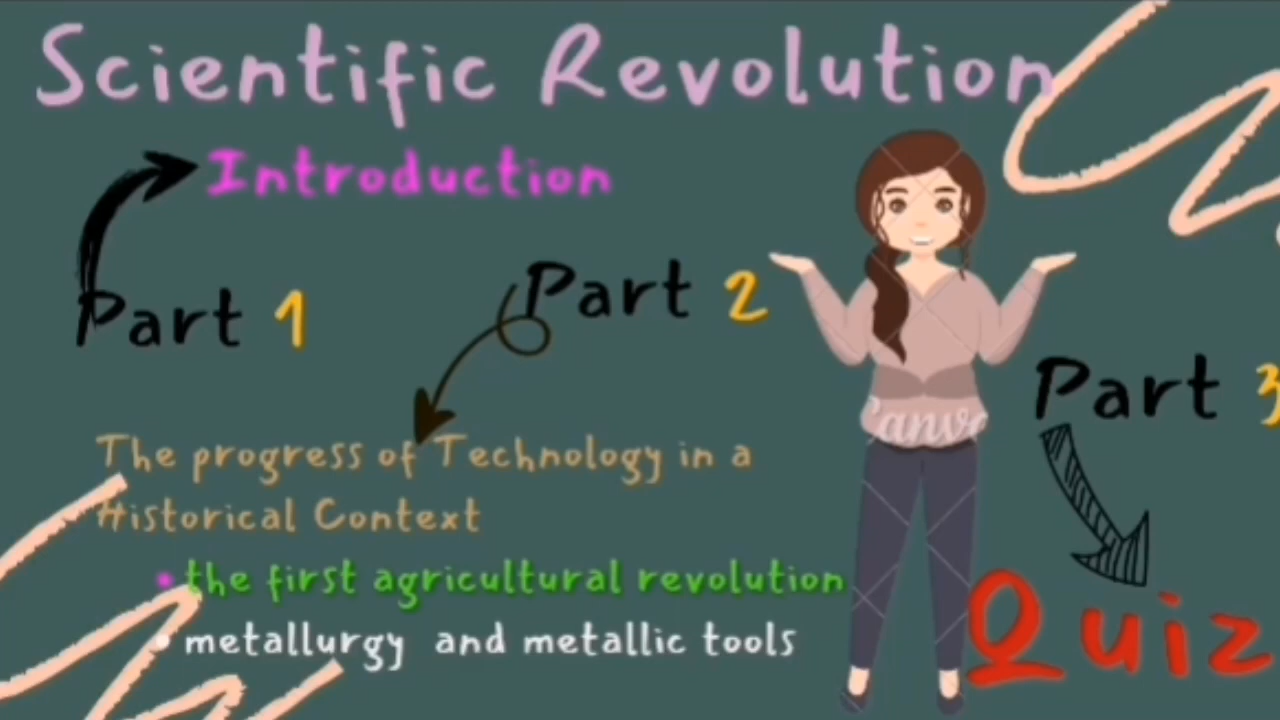 Scientific Revolution
Introduction
Part 1
Part 2
The progress of Technology in a
Historical Context
• the first agricultural revolution
• metallurgy and metallic tools
Part 3
Quiz
Canva